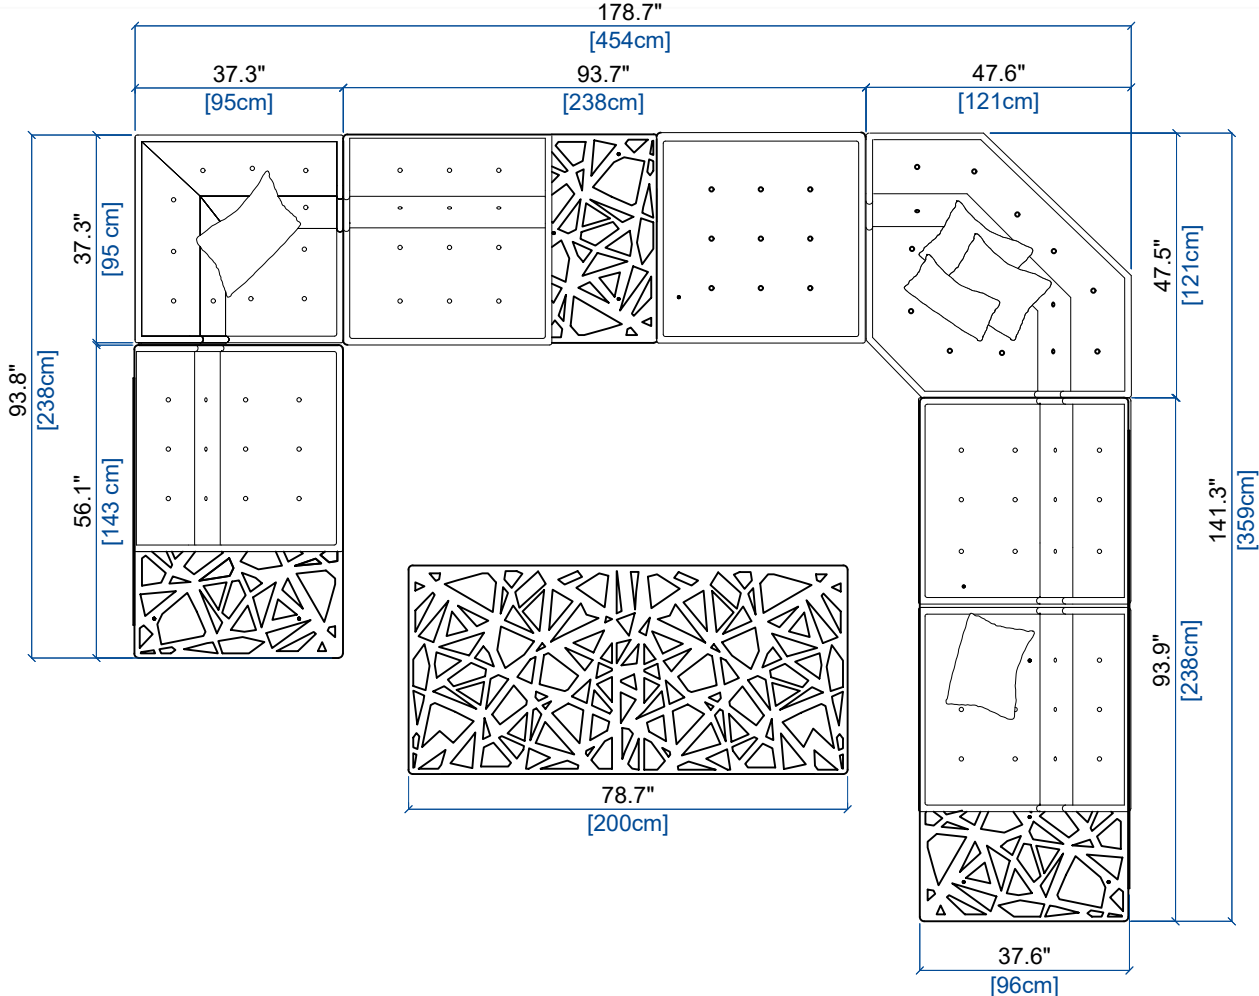 178.7"
[454cm]
37.3"
[95cm]
93.7"
[238cm]
47.6"
[121cm]
37.3"
[95 cm]
93.8"
[238cm]
56.1"
[143 cm]
47.5"
[121cm]
141.3"
[359cm]
93.9"
[238cm]
78.7"
[200cm]
37.6"
[96cm]